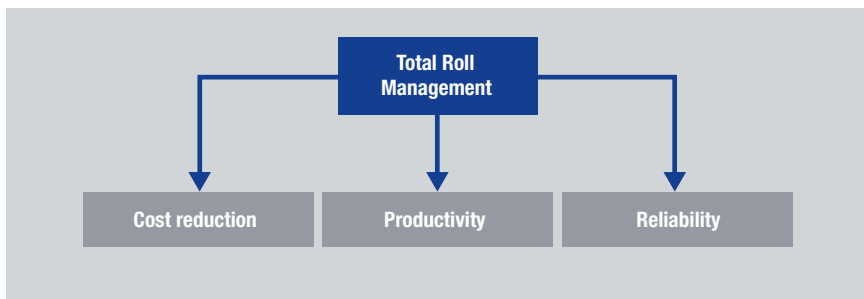 Total Roll
Management
Cost reduction
Productivity
Reliability